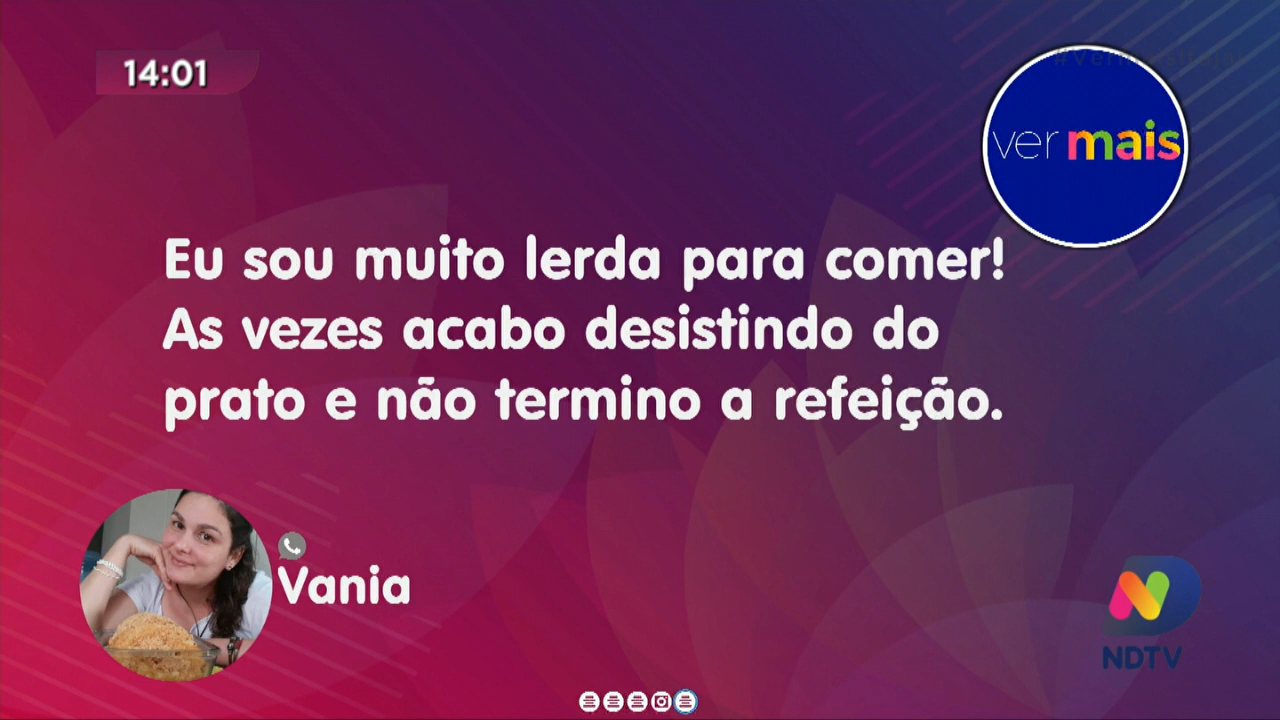 14:01
ver mais
Eu sou muito lerda para comer!
As vezes acabo desistindo do
prato e não termino a refeição.
Vania
NDTV